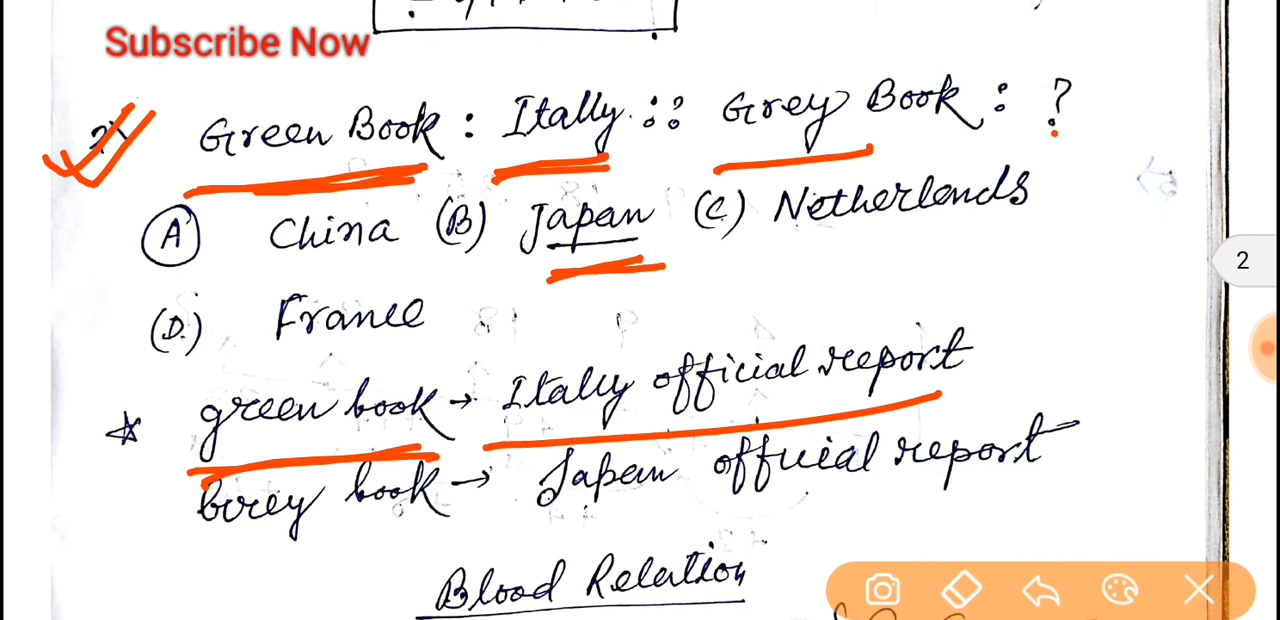 Subscribe Now
Green Book : Itally :: Grey Book : ?
(A) China (B) Japan (C) Netherlands
(D.) France
green book → Itally official report
Grey book → Japan official report
Blood Relation
2